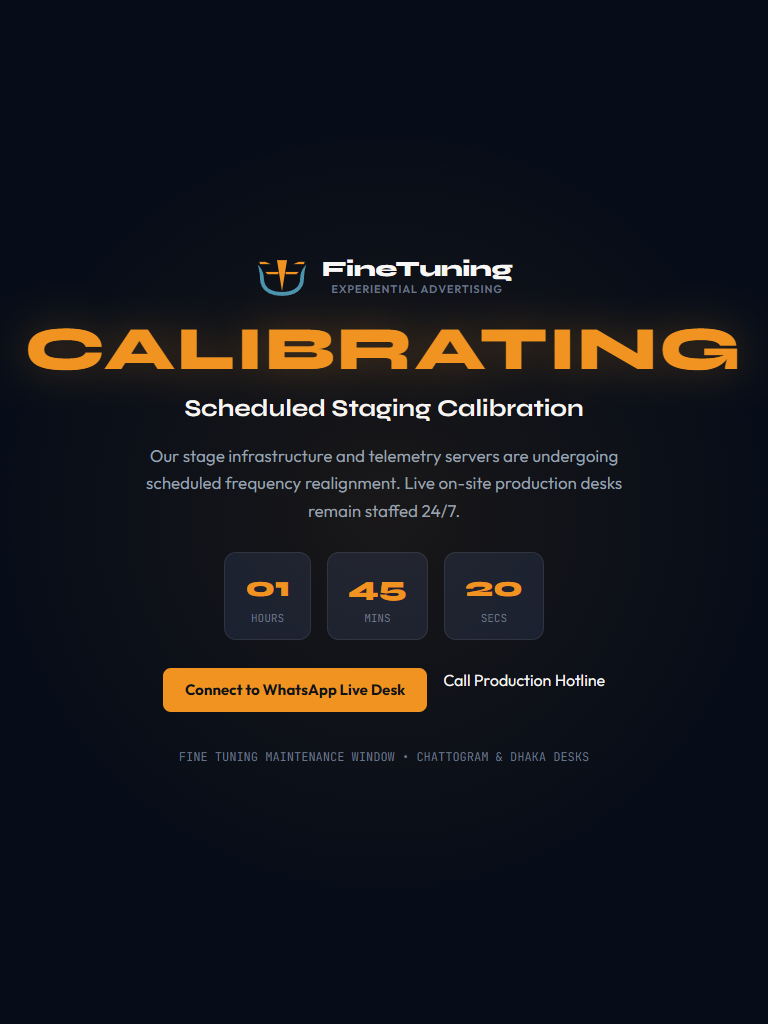 FineTuning
EXPERIENTIAL ADVERTISING
CALIBRATING
Scheduled Staging Calibration
Our stage infrastructure and telemetry servers are undergoing
scheduled frequency realignment. Live on-site production desks
remain staffed 24/7.
01 45 20
HOURS MINS SECS
Connect to WhatsApp Live Desk Call Production Hotline
FINE TUNING MAINTENANCE WINDOW • CHATTOGRAM & DHAKA DESKS